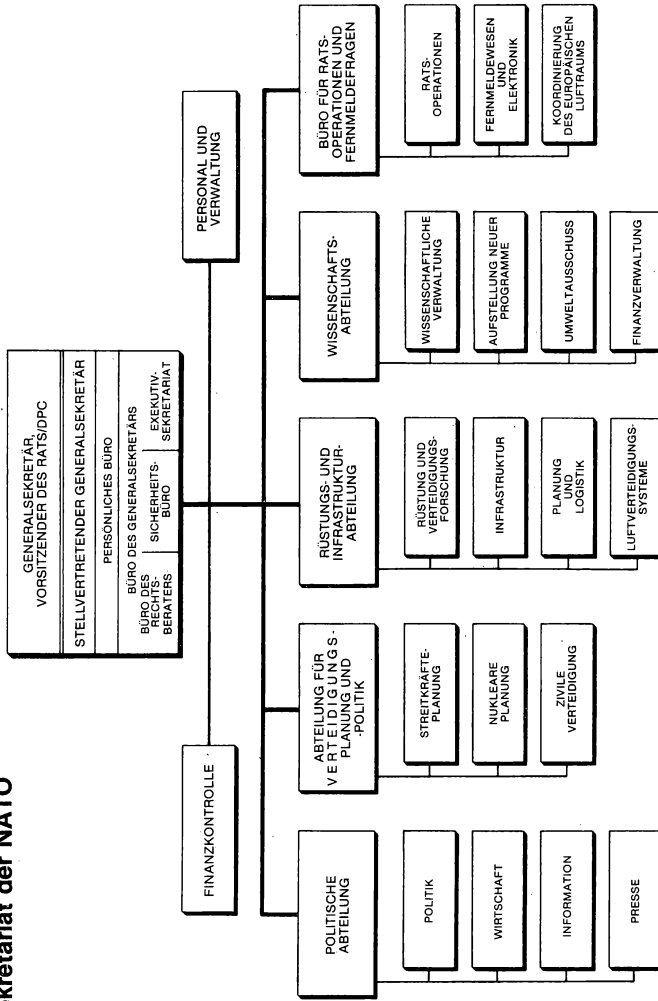 kretariat der NATO
GENERALSEKRETÄR,
VORSITZENDER DES RATS/DPC
STELLVERTRETENDER GENERALSEKRETÄR
PERSÖNLICHES BÜRO
BÜRO DES GENERALSEKRETÄRS
BÜRO DES
RECHTS-
BERATERS
SICHERHEITS-
BÜRO
EXEKUTIV-
SEKRETARIAT
FINANZKONTROLLE
PERSONAL UND
VERWALTUNG
POLITISCHE
ABTEILUNG
POLITIK
WIRTSCHAFT
INFORMATION
PRESSE
ABTEILUNG FÜR
VERTEIDIGUNGS-
PLANUNG UND
-POLITIK
STREITKRÄFTE-
PLANUNG
NUKLEARE
PLANUNG
ZIVILE
VERTEIDIGUNG
RÜSTUNGS- UND
INFRASTRUKTUR-
ABTEILUNG
RÜSTUNG UND
VERTEIDIGUNGS-
FORSCHUNG
INFRASTRUKTUR
PLANUNG
UND
LOGISTIK
LUFTVERTEIDIGUNGS-
SYSTEME
WISSENSCHAFTS-
ABTEILUNG
WISSENSCHAFTLICHE
VERWALTUNG
AUFSTELLUNG NEUER
PROGRAMME
UMWELTAUSSCHUSS
FINANZVERWALTUNG
BÜRO FÜR RATS-
OPERATIONEN UND
FERNMELDEFRAGEN
RATS-
OPERATIONEN
FERNMELDEWESEN
UND
ELEKTRONIK
KOORDINIERUNG
DES EUROPÄISCHEN
LUFTRAUMS